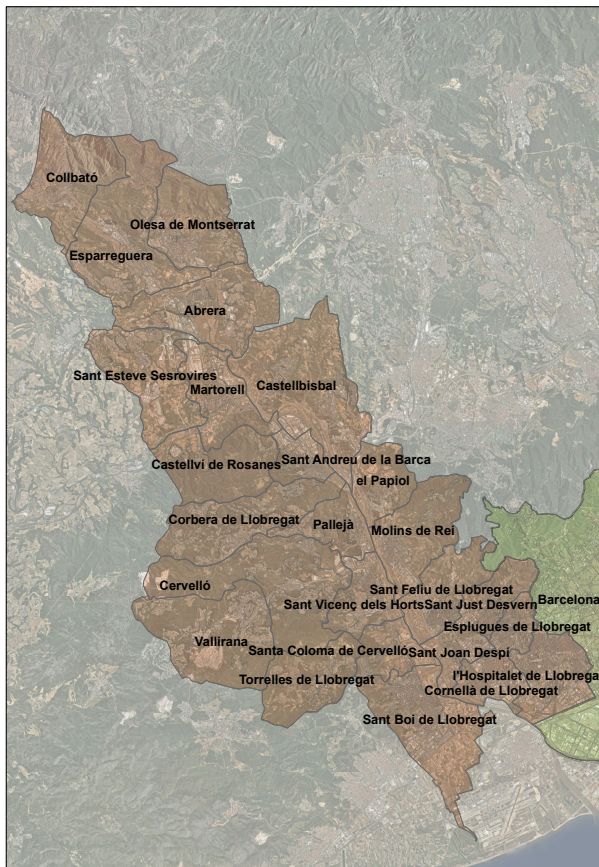 Collbató
Olesa de Montserrat
Esparreguera
Abrera
Sant Esteve Sesrovires
Martorell
Castellbisbal
Castellví de Rosanes
Sant Andreu de la Barca
el Papiol
Corbera de Llobregat
Pallejà
Molins de Rei
Cervelló
Sant Feliu de Llobregat
Sant Vicenç dels Horts
Sant Just Desvern
Barcelona
Esplugues de Llobregat
Vallirana
Santa Coloma de Cervelló
Sant Joan Despí
Torrelles de Llobregat
l'Hospitalet de Llobrega
Cornellà de Llobregat
Sant Boi de Llobregat